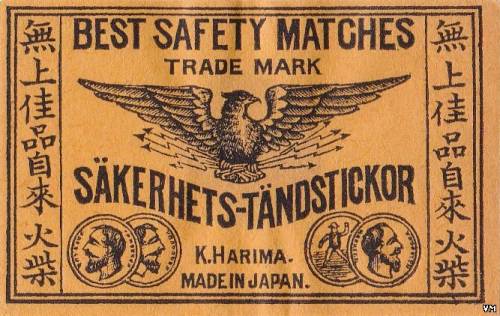 BEST SAFETY MATCHES
TRADE MARK
無上佳品自來火柴
無上佳品自來火柴
SÄKERHETS-TÄNDSTICKOR
K.HARIMA.
MADE IN JAPAN.
VM